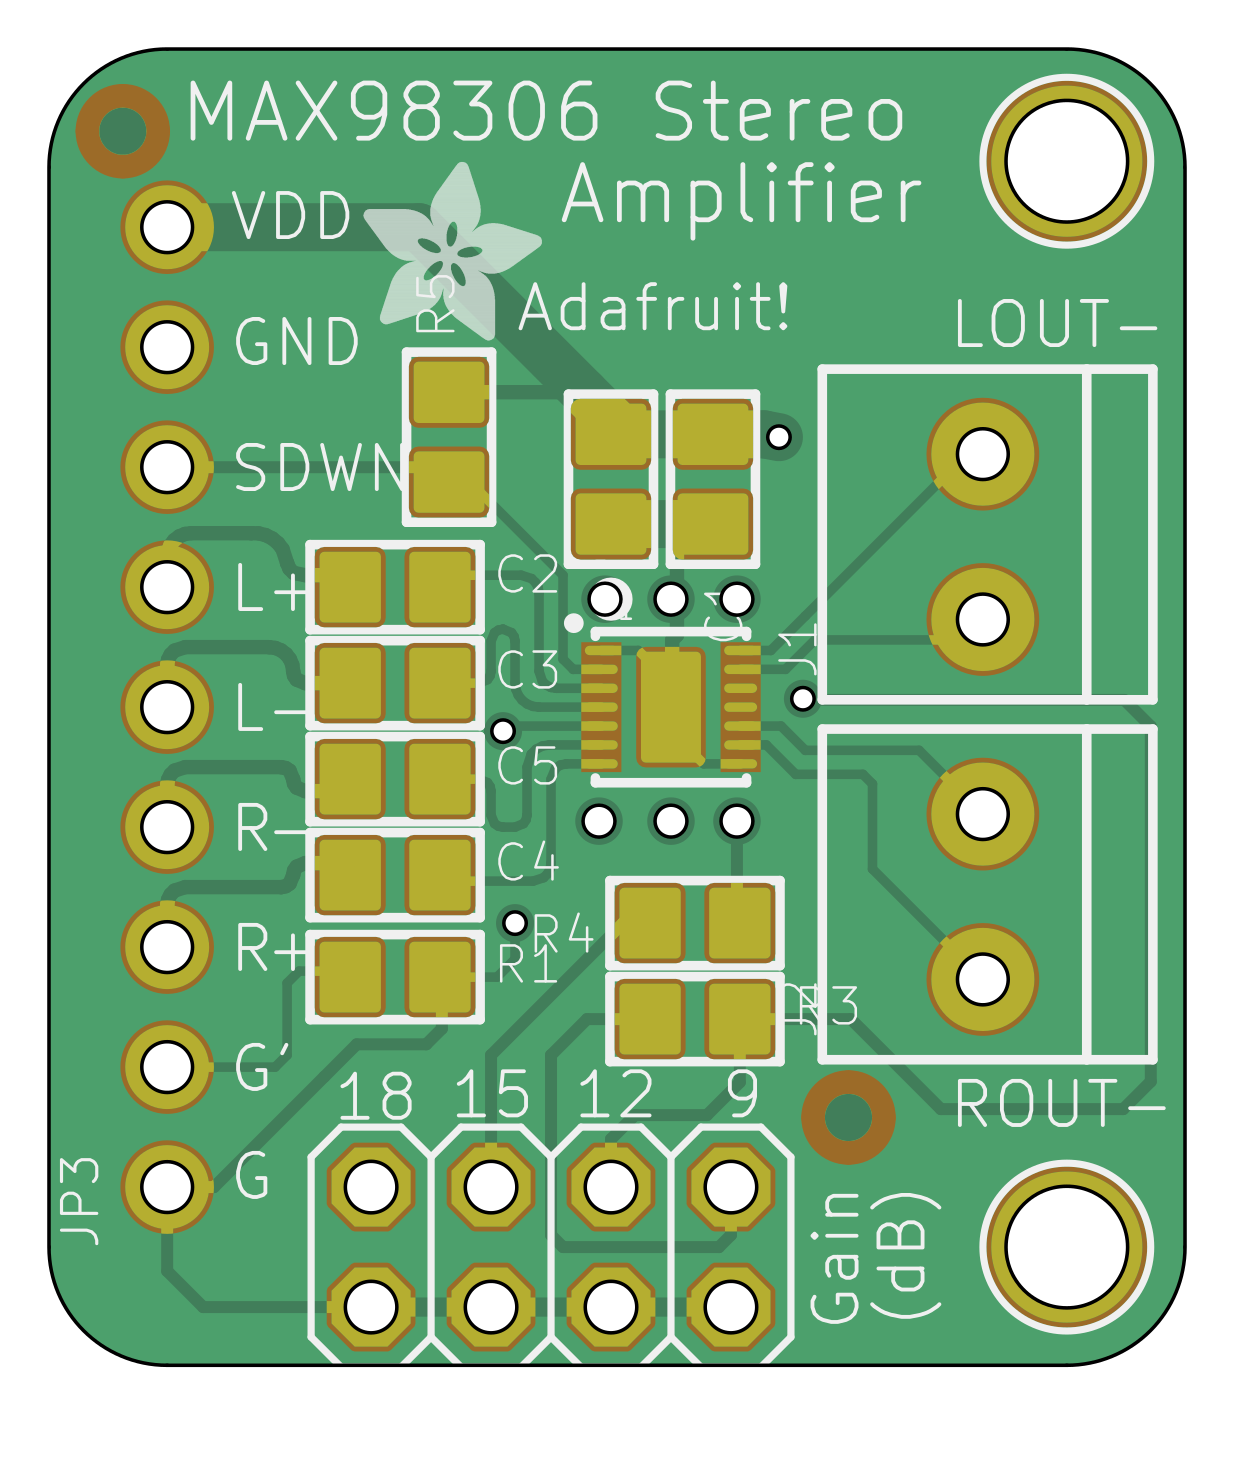 MAX98306 Stereo
Amplifier
VDD
R5
Adafruit!
GND
LOUT-
SDWN
L+
C2
C1
J1
L-
C3
C5
R-
C4
R+
R4
R1
R3
G'
18 15 12 9
ROUT-
G
JP3
Gain
(dB)